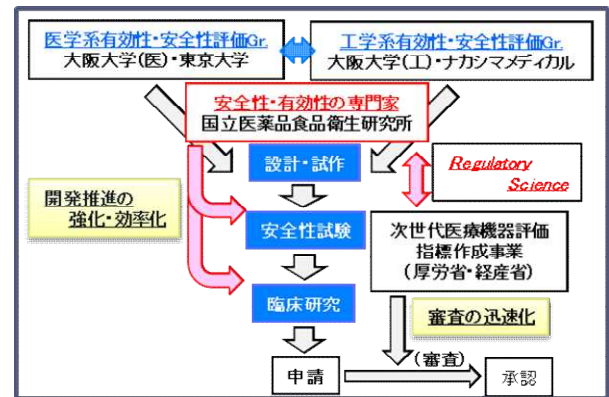 医学系有効性・安全性評価Gr.
大阪大学(医)・東京大学
工学系有効性・安全性評価Gr.
大阪大学(工)・ナカシマメディカル
安全性・有効性の専門家
国立医薬品食品衛生研究所
設計・試作
Regulatory
Science
開発推進の
強化・効率化
安全性試験
次世代医療機器評価
指標作成事業
(厚労省・経産省)
臨床研究
審査の迅速化
申請
(審査)
承認